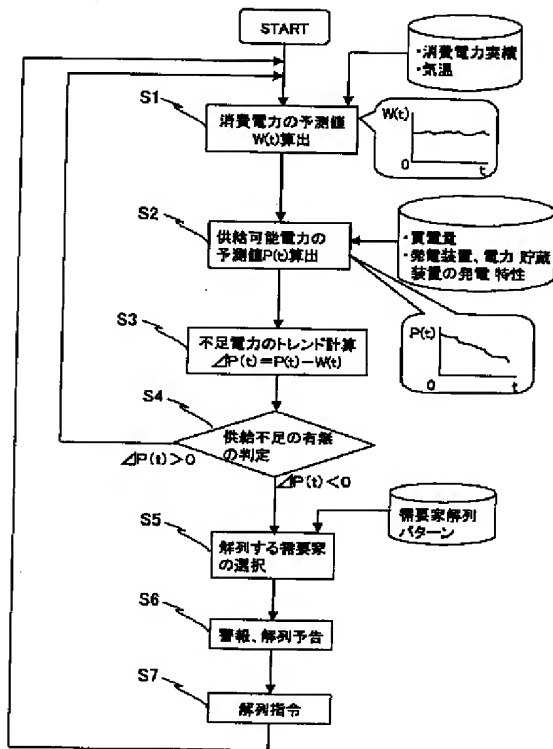 START
・消費電力実績
・気温
S1
消費電力の予測値
W(t)算出
W(t)
0
t
S2
供給可能電力の
予測値P(t)算出
・買電量
・発電装置、電力 貯蔵
装置の発電 特性
P(t)
0
t
S3
不足電力のトレンド計算
⊿P(t)=P(t)−W(t)
S4
供給不足の有無
の判定
⊿P(t)>0
⊿P(t)<0
S5
解列する需要家
の選択
需要家解列
パターン
S6
警報、解列予告
S7
解列指令